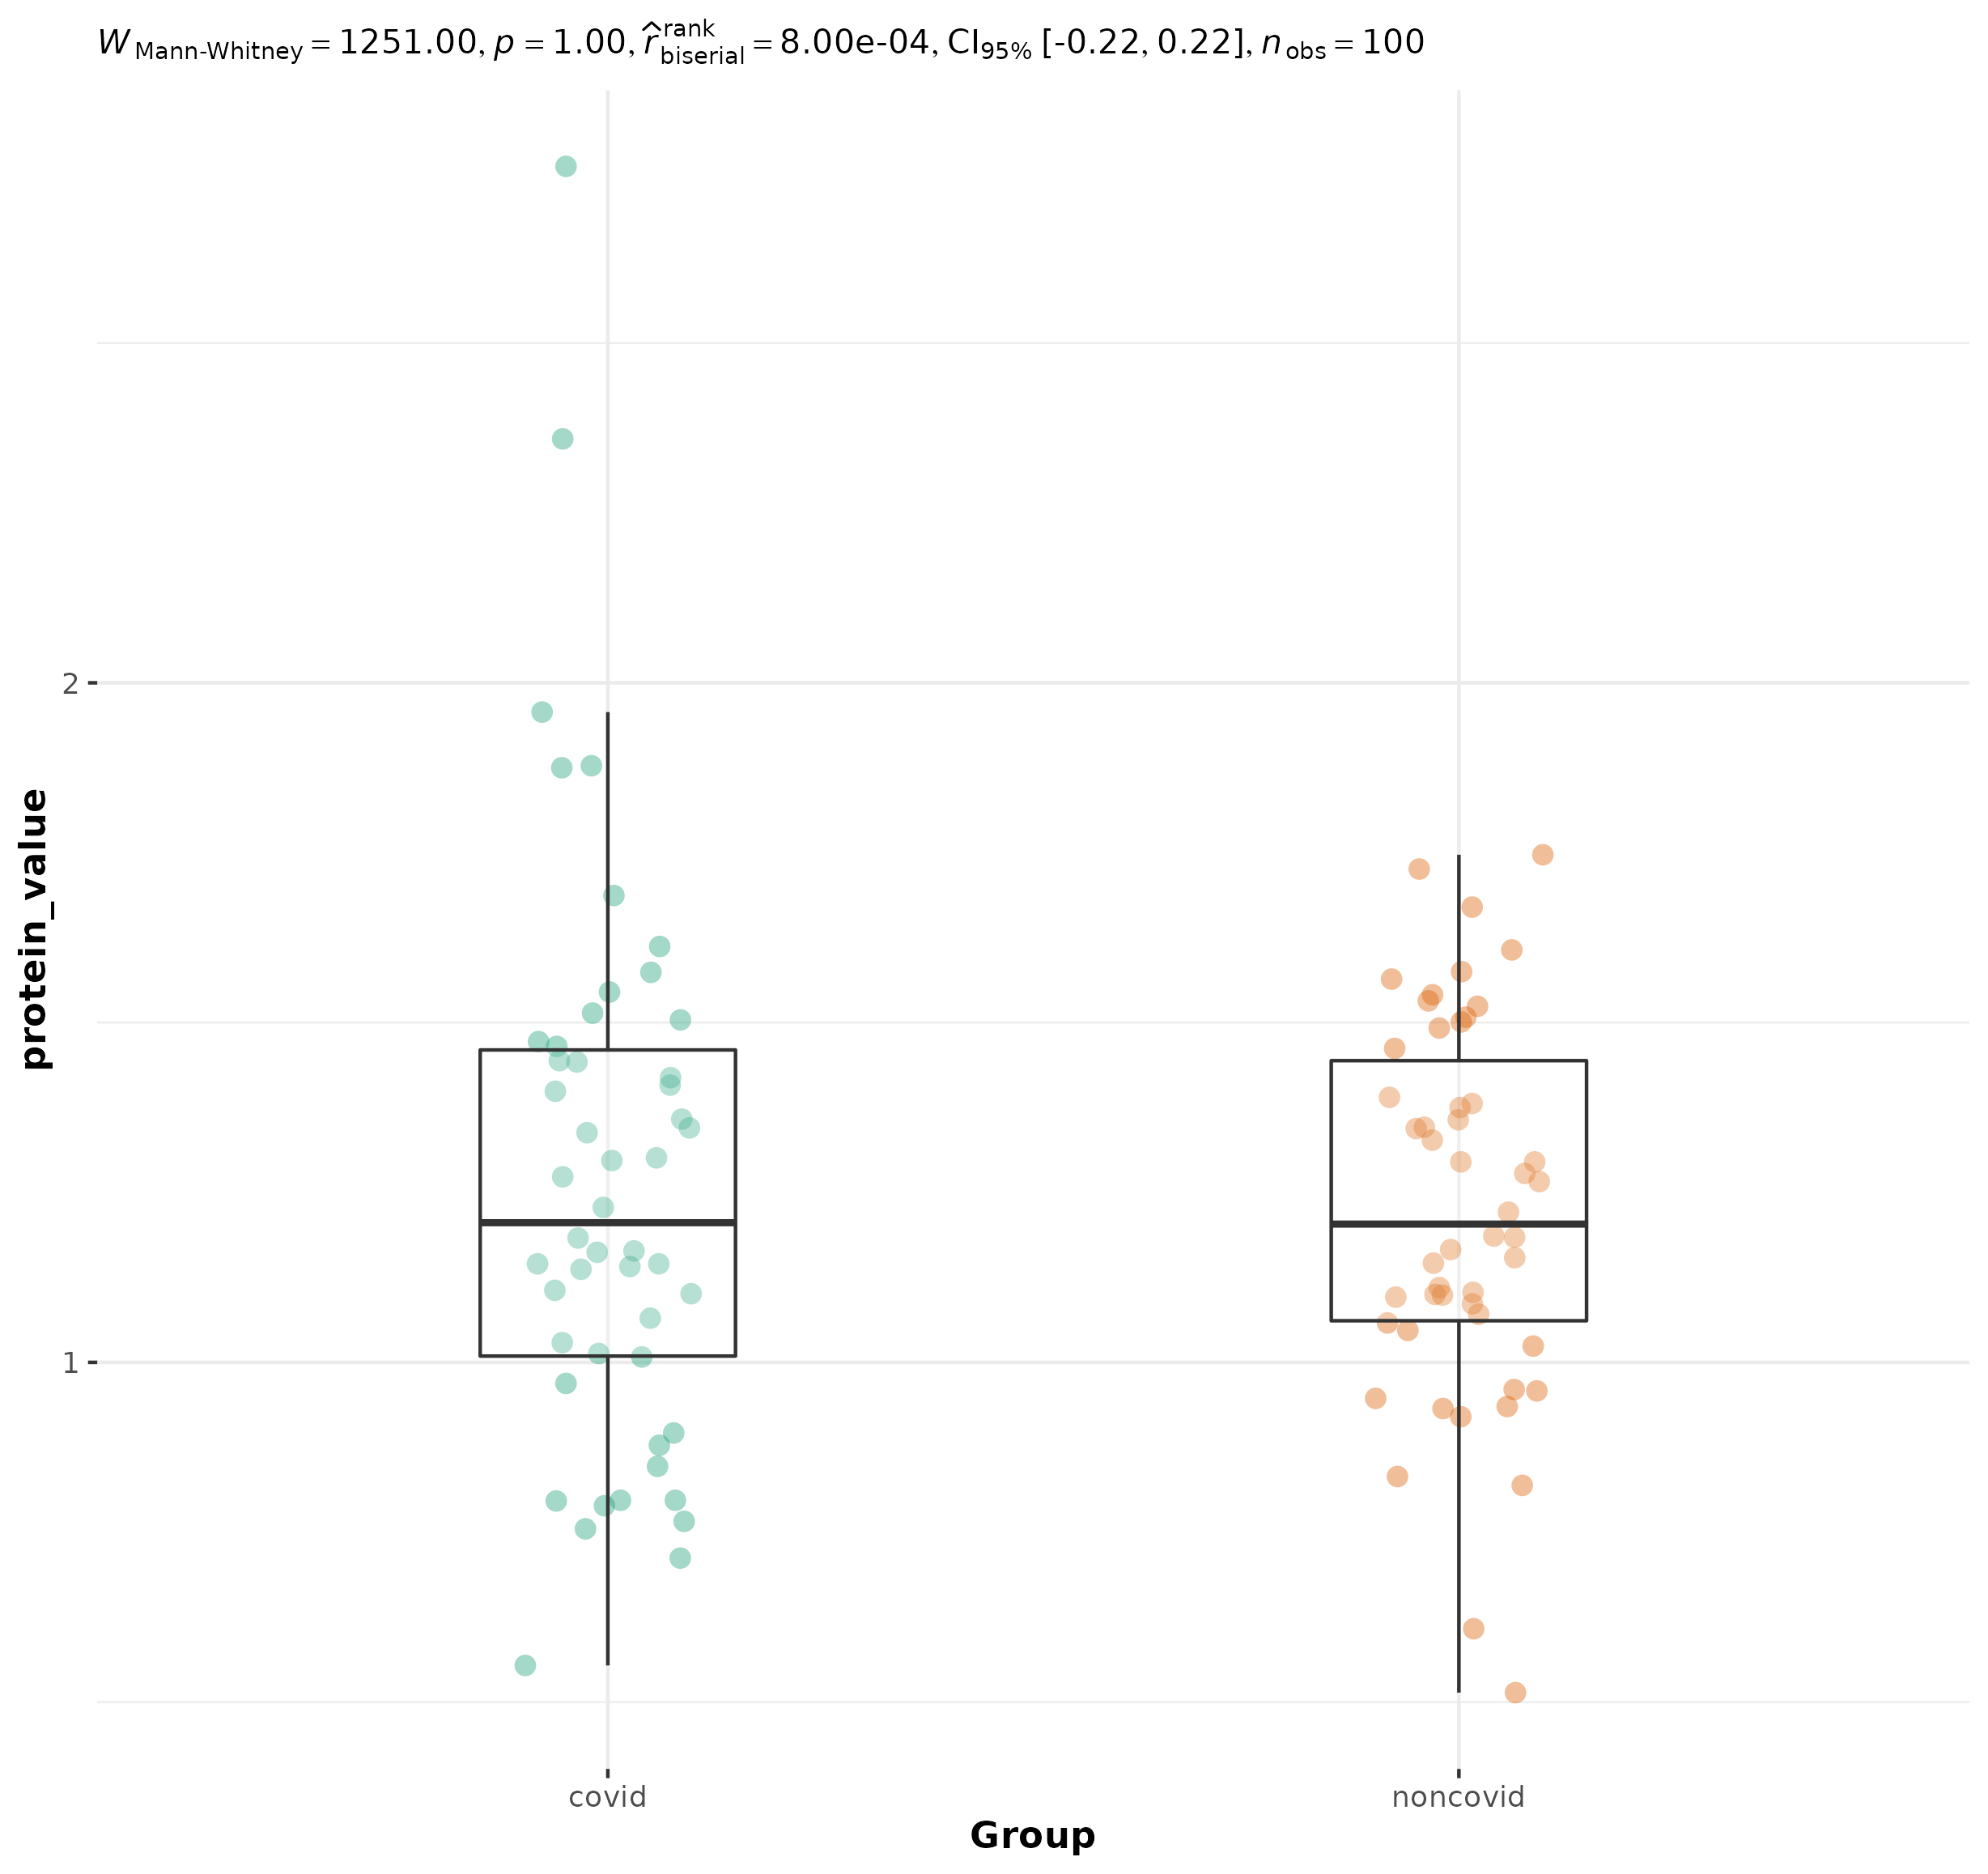 W Mann-Whitney = 1251.00, p = 1.00, r̂ rank biserial = 8.00e-04, CI95% [-0.22, 0.22], nobs = 100
protein_value
2
1
covid noncovid
Group